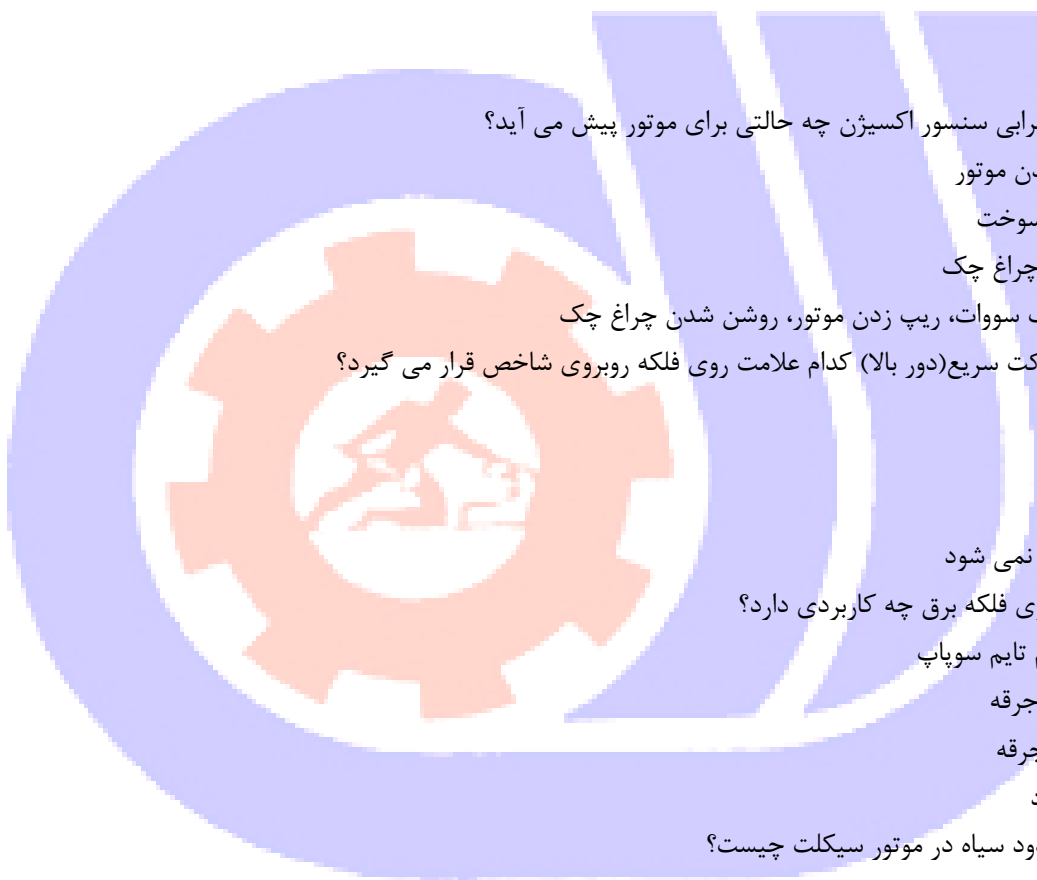 رابی سنسور اکسیژن چه حالتی برای موتور پیش می آید؟
دن موتور
سوخت
چراغ چک
سووات، ریپ زدن موتور، روشن شدن چراغ چک
کت سریع(دور بالا) کدام علامت روی فلکه روبروی شاخص قرار می گیرد؟
نمی شود
ی فلکه برق چه کاربردی دارد؟
تایم سوپاپ
جرقه
جرقه
د
ود سیاه در موتور سیکلت چیست؟